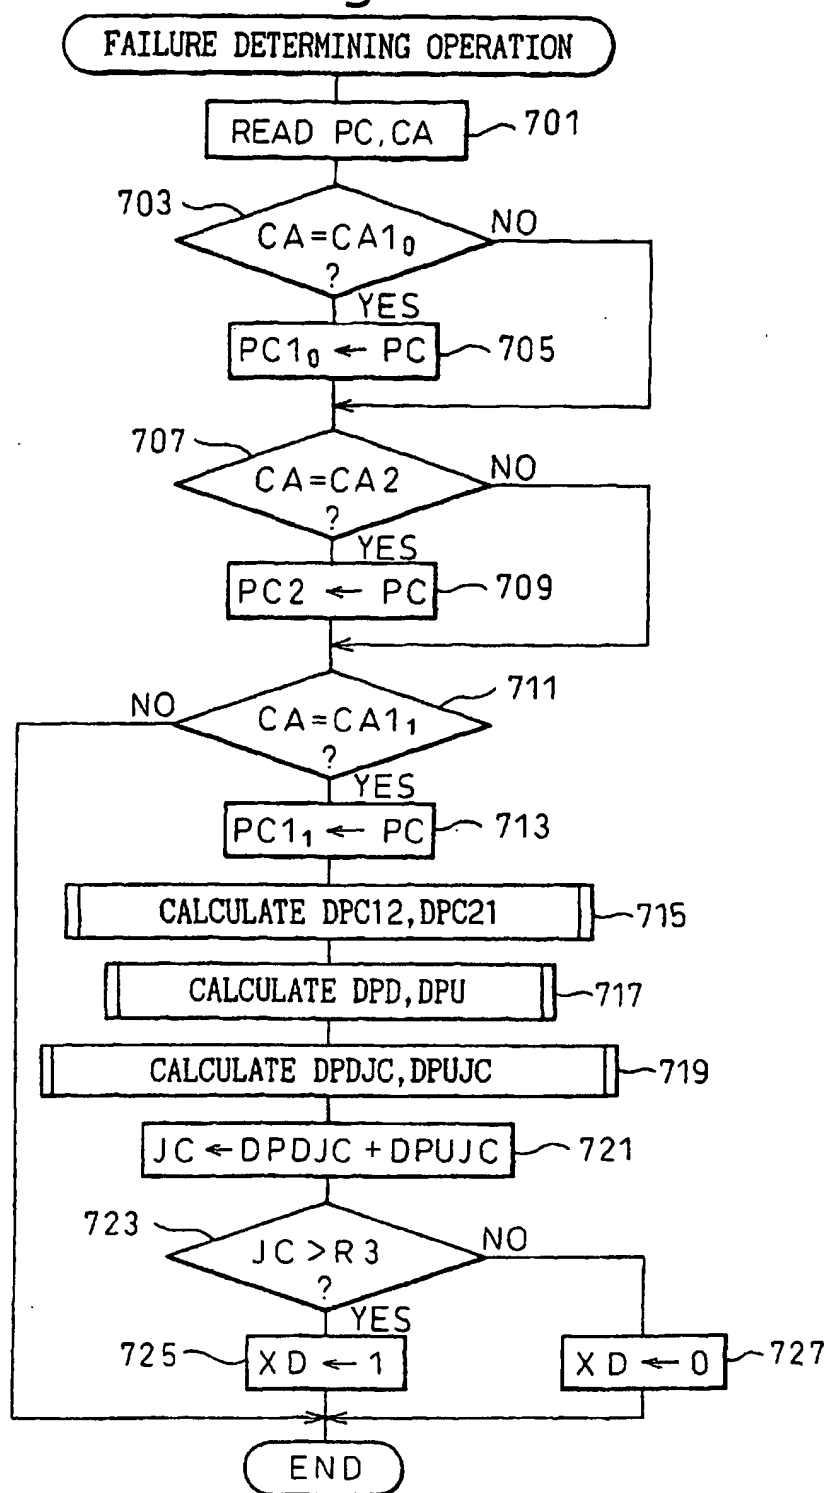 FAILURE DETERMINING OPERATION
READ PC, CA
701
703
CA=CA1₀
?
NO
YES
PC1₀ ← PC
705
707
CA=CA2
?
NO
YES
PC2 ← PC
709
711
NO
CA=CA1₁
?
YES
PC1₁ ← PC
713
CALCULATE DPC12, DPC21
715
CALCULATE DPD, DPU
717
CALCULATE DPDJC, DPUJC
719
JC ← DPDJC + DPUJC
721
723
JC > R3
?
NO
YES
725
XD ← 1
XD ← 0
727
END